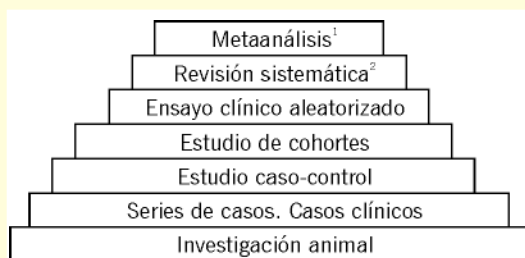 Metaanálisis¹
Revisión sistemática²
Ensayo clínico aleatorizado
Estudio de cohortes
Estudio caso-control
Series de casos. Casos clínicos
Investigación animal